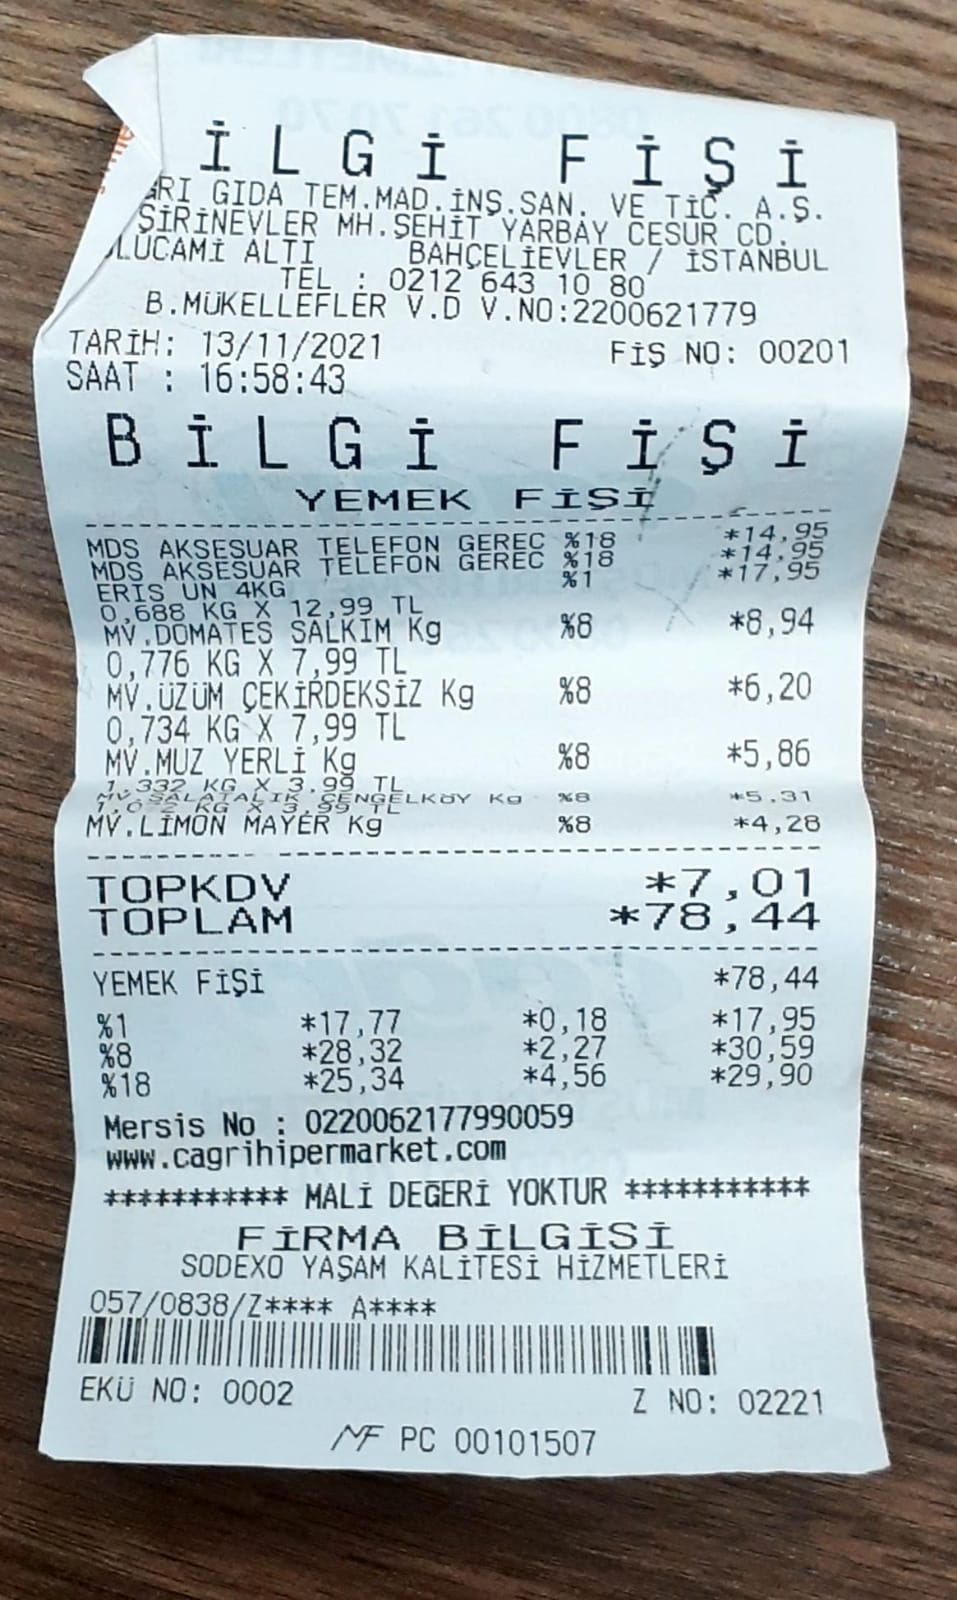 İLGİ FİŞİ
RI GIDA TEM.MAD.İNŞ.SAN. VE TİC. A.Ş.
ŞİRİNEVLER MH.ŞEHİT YARBAY CESUR CD.
LUCAMİ ALTI BAHÇELİEVLER / İSTANBUL
TEL : 0212 643 10 80
B.MÜKELLEFLER V.D V.NO:2200621779
TARİH: 13/11/2021 FİŞ NO: 00201
SAAT : 16:58:43
BİLGİ FİŞİ
YEMEK FİŞİ
MDS AKSESUAR TELEFON GEREC %18 *14,95
MDS AKSESUAR TELEFON GEREC %18 *14,95
ERIS UN 4KG %1 *17,95
0,688 KG X 12,99 TL
MV.DOMATES SALKIM Kg %8 *8,94
0,776 KG X 7,99 TL
MV.ÜZÜM ÇEKİRDEKSİZ Kg %8 *6,20
0,734 KG X 7,99 TL
MV.MUZ YERLİ Kg %8 *5,86
1,332 KG X 3,99 TL
MV.SALATALIK ÇENGELKÖY Kg %8 *5,31
KG X 3,99 TL
MV.LİMON MAYER Kg %8 *4,28
TOPKDV *7,01
TOPLAM *78,44
YEMEK FİŞİ *78,44
%1 *17,77 *0,18 *17,95
%8 *28,32 *2,27 *30,59
%18 *25,34 *4,56 *29,90
Mersis No : 0220062177990059
www.cagrihipermarket.com
*********** MALİ DEĞERİ YOKTUR ***********
FİRMA BİLGİSİ
SODEXO YAŞAM KALİTESİ HİZMETLERİ
057/0838/Z**** A****
EKÜ NO: 0002 Z NO: 02221
MF PC 00101507